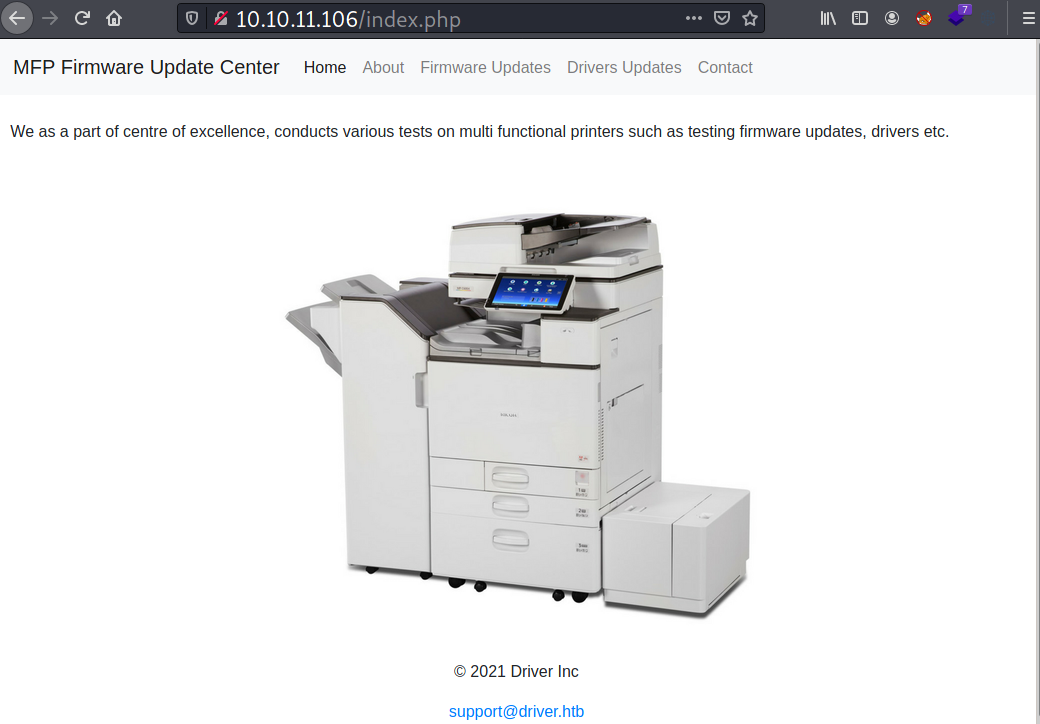 10.10.11.106/index.php
7
MFP Firmware Update Center Home About Firmware Updates Drivers Updates Contact
We as a part of centre of excellence, conducts various tests on multi functional printers such as testing firmware updates, drivers etc.
© 2021 Driver Inc
support@driver.htb